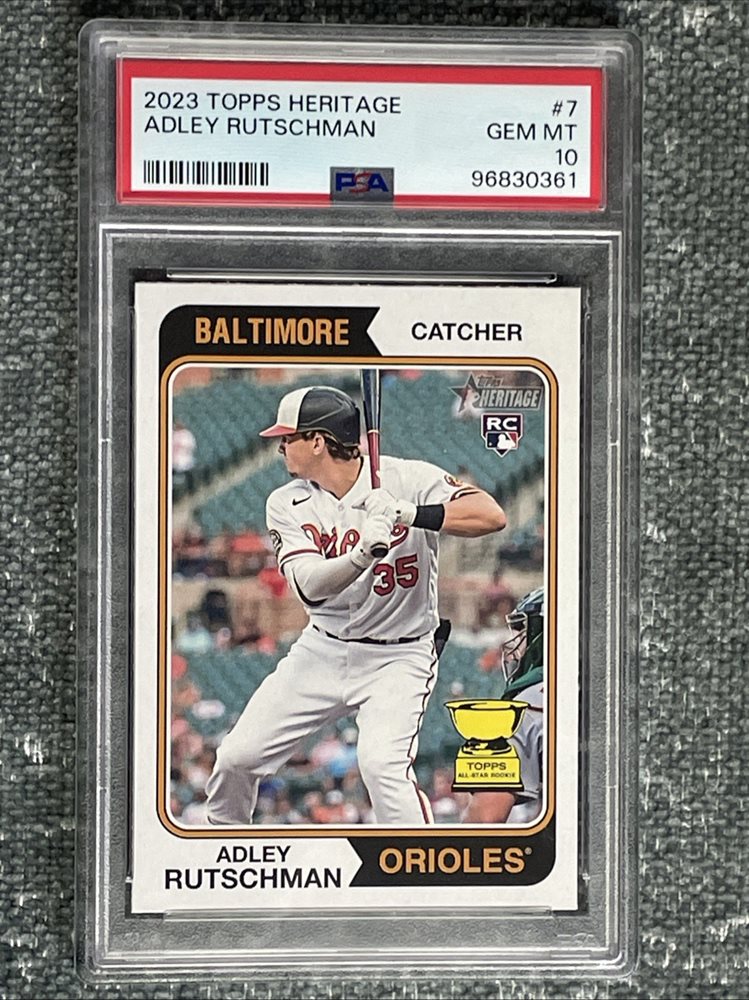 2023 TOPPS HERITAGE #7
ADLEY RUTSCHMAN GEM MT
10
PSA 96830361
BALTIMORE CATCHER
Topps
HERITAGE
RC
35
TOPPS
ALL-STAR ROOKIE
ADLEY
RUTSCHMAN
ORIOLES®